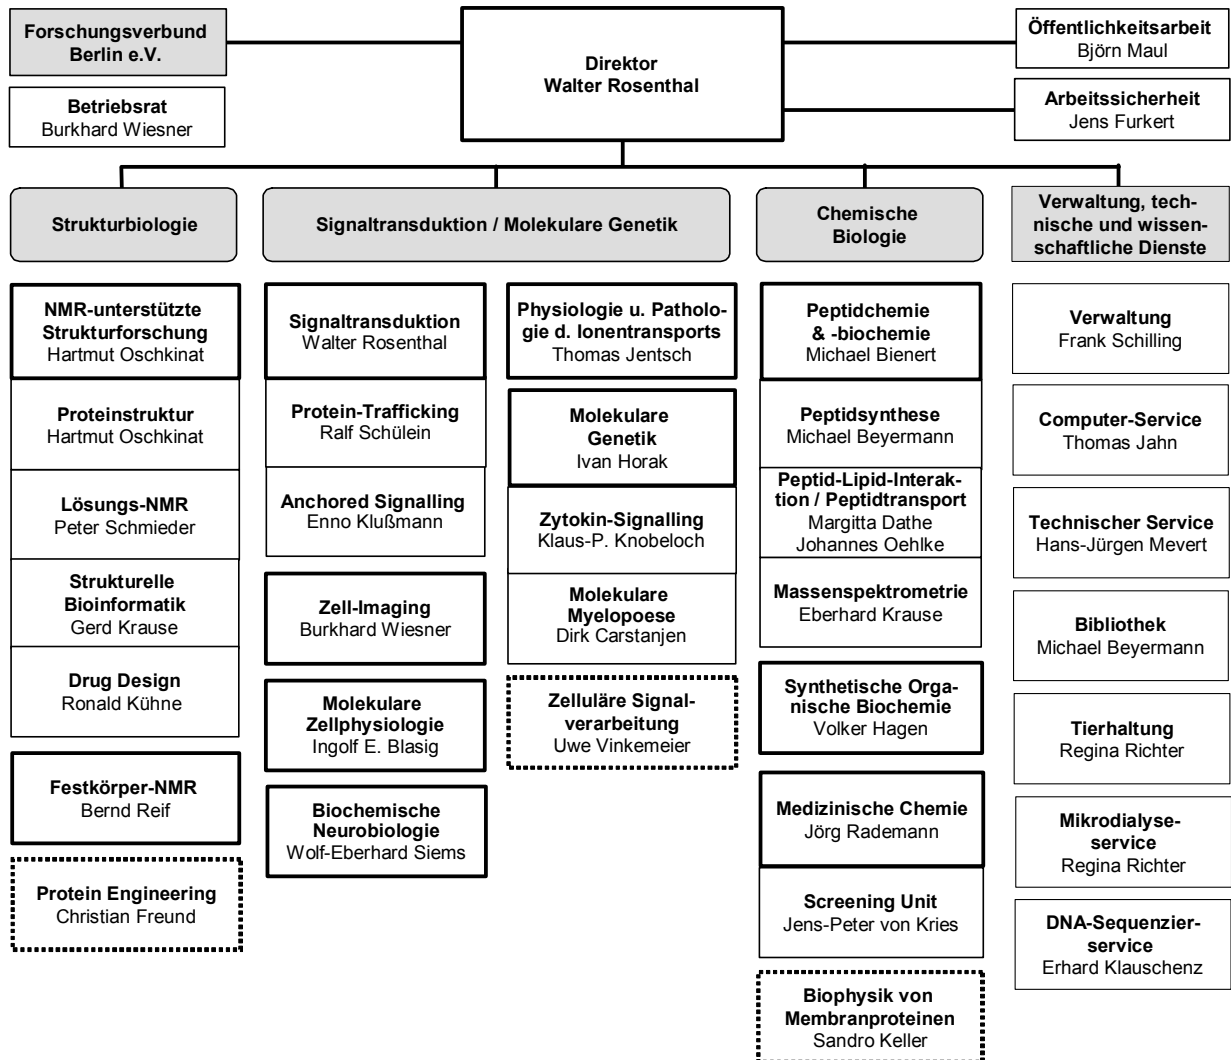 Forschungsverbund
Berlin e.V.
Betriebsrat
Burkhard Wiesner
Direktor
Walter Rosenthal
Öffentlichkeitsarbeit
Björn Maul
Arbeitssicherheit
Jens Furkert
Strukturbiologie
Signaltransduktion / Molekulare Genetik
Chemische
Biologie
Verwaltung, tech-
nische und wissen-
schaftliche Dienste
NMR-unterstützte
Strukturforschung
Hartmut Oschkinat
Proteinstruktur
Hartmut Oschkinat
Lösungs-NMR
Peter Schmieder
Strukturelle
Bioinformatik
Gerd Krause
Drug Design
Ronald Kühne
Festkörper-NMR
Bernd Reif
Protein Engineering
Christian Freund
Signaltransduktion
Walter Rosenthal
Protein-Trafficking
Ralf Schülein
Anchored Signalling
Enno Klußmann
Zell-Imaging
Burkhard Wiesner
Molekulare
Zellphysiologie
Ingolf E. Blasig
Biochemische
Neurobiologie
Wolf-Eberhard Siems
Physiologie u. Patholo-
gie d. Ionentransports
Thomas Jentsch
Molekulare
Genetik
Ivan Horak
Zytokin-Signalling
Klaus-P. Knobeloch
Molekulare
Myelopoese
Dirk Carstanjen
Zelluläre Signal-
verarbeitung
Uwe Vinkemeier
Peptidchemie
& -biochemie
Michael Bienert
Peptidsynthese
Michael Beyermann
Peptid-Lipid-Interak-
tion / Peptidtransport
Margitta Dathe
Johannes Oehlke
Massenspektrometrie
Eberhard Krause
Synthetische Orga-
nische Biochemie
Volker Hagen
Medizinische Chemie
Jörg Rademann
Screening Unit
Jens-Peter von Kries
Biophysik von
Membranproteinen
Sandro Keller
Verwaltung
Frank Schilling
Computer-Service
Thomas Jahn
Technischer Service
Hans-Jürgen Mevert
Bibliothek
Michael Beyermann
Tierhaltung
Regina Richter
Mikrodialyse-
service
Regina Richter
DNA-Sequenzier-
service
Erhard Klauschenz